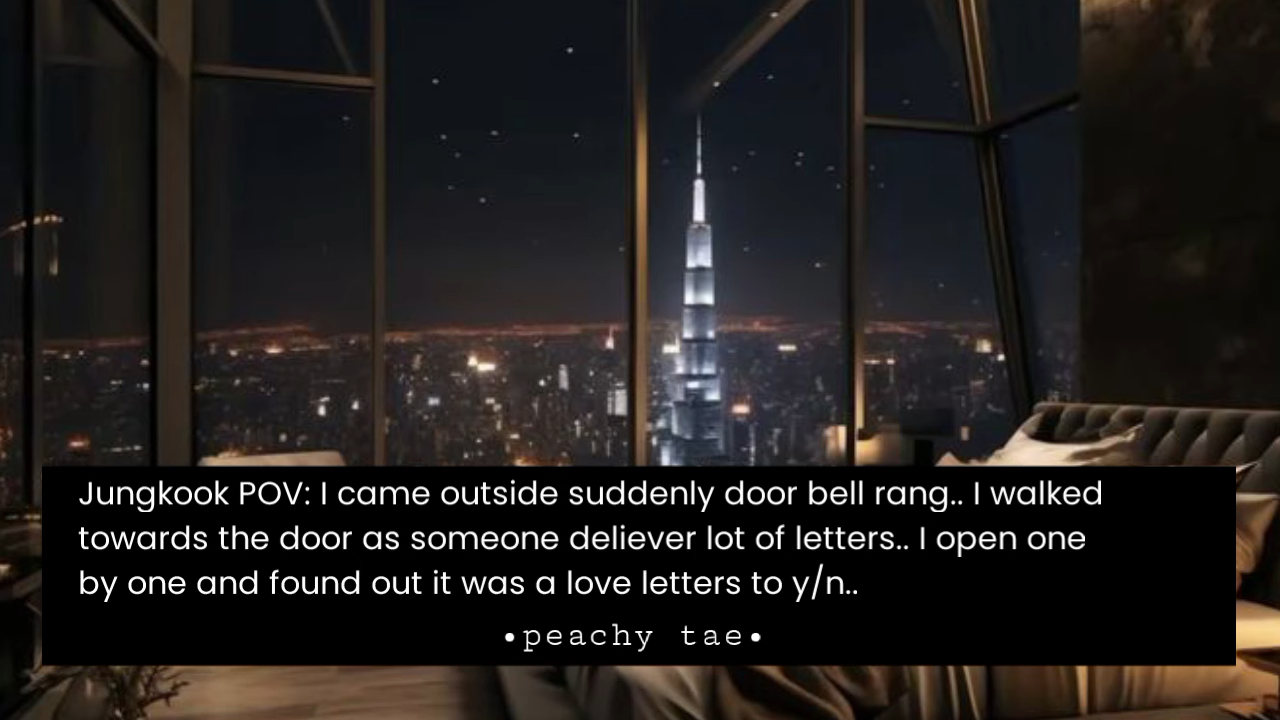 Jungkook POV: I came outside suddenly door bell rang.. I walked
towards the door as someone deliever lot of letters.. I open one
by one and found out it was a love letters to y/n..
•peachy tae•